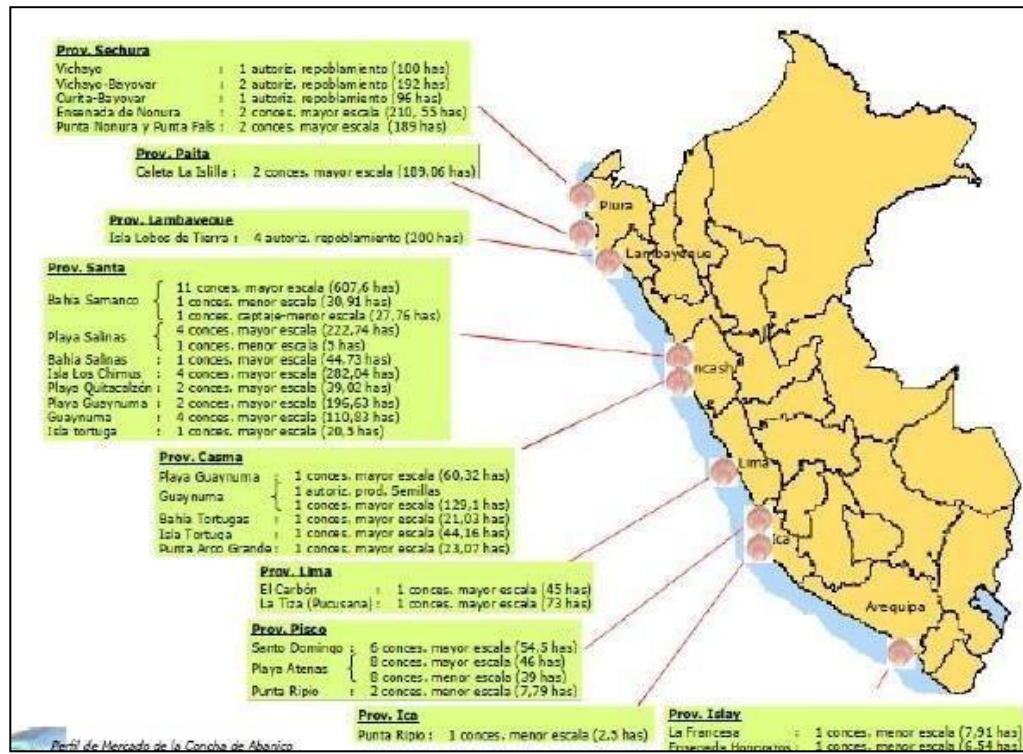 Prov. Sechura
Vichayo : 1 autoriz. repoblamiento (100 has)
Vichayo-Bayovar : 2 autoriz. repoblamiento (192 has)
Curita-Bayovar : 1 autoriz. repoblamiento (96 has)
Ensenada de Nonura : 2 conces. mayor escala (210, 55 has)
Punta Nonura y Punta Fals : 2 conces. mayor escala (189 has)
Prov. Paita
Caleta La Islilla : 2 conces. mayor escala (189,06 has)
Prov. Lambayeque
Isla Lobos de Tierra : 4 autoriz. repoblamiento (200 has)
Prov. Santa
Bahía Samanco
11 conces. mayor escala (607,6 has)
1 conces. menor escala (30,91 has)
1 conces. captaje-menor escala (27,76 has)
Playa Salinas
4 conces. mayor escala (222,74 has)
1 conces. menor escala (5 has)
Bahía Salinas : 1 conces. mayor escala (44.73 has)
Isla Los Chimus : 4 conces. mayor escala (282,04 has)
Playa Quitacalzón : 2 conces. mayor escala (39,02 has)
Playa Guaynuma : 2 conces. mayor escala (196,63 has)
Guaynuma : 4 conces. mayor escala (110,83 has)
Isla tortuga : 1 conces. mayor escala (20,5 has)
Prov. Casma
Playa Guaynuma : 1 conces. mayor escala (60,32 has)
Guaynuma
1 autoriz. prod. Semillas
1 conces. mayor escala (129,1 has)
Bahía Tortugas : 1 conces. mayor escala (21,03 has)
Isla Tortuga : 1 conces. mayor escala (44,16 has)
Punta Arco Grande : 1 conces. mayor escala (23,07 has)
Prov. Lima
El Carbón : 1 conces. mayor escala (45 has)
La Tiza (Pucusana) : 1 conces. mayor escala (73 has)
Prov. Pisco
Santo Domingo : 6 conces. mayor escala (54,5 has)
Playa Atenas
8 conces. mayor escala (46 has)
8 conces. menor escala (39 has)
Punta Ripio : 2 conces. menor escala (7,79 has)
Prov. Ica
Punta Ripio : 1 conces. menor escala (2,5 has)
Prov. Islay
La Francesa : 1 conces. menor escala (7,91 has)
Ensenada : 1 conces. menor escala (6,54 has)
Piura
Lambayeque
ncash
Lima
Ica
Arequipa
Perfil de Mercado de la Concha de Abanico